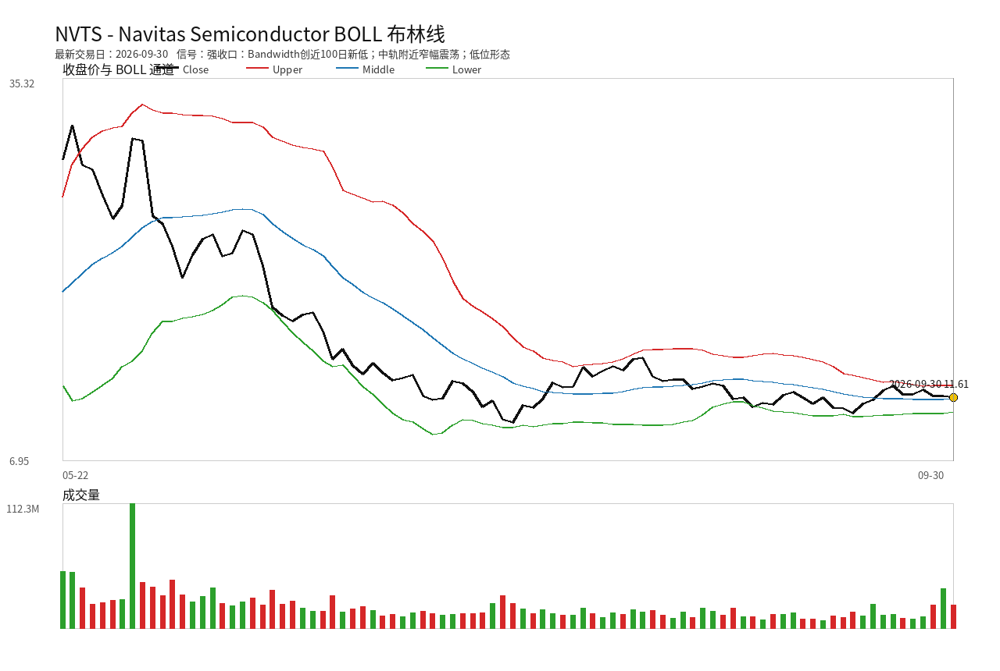 NVTS - Navitas Semiconductor BOLL 布林线
最新交易日：2026-09-30 信号：强收口：Bandwidth创近100日新低；中轨附近窄幅震荡；低位形态
收盘价与 BOLL 通道 Close Upper Middle Lower
35.32
2026-09-30 11.61
6.95
05-22 09-30
成交量
112.3M